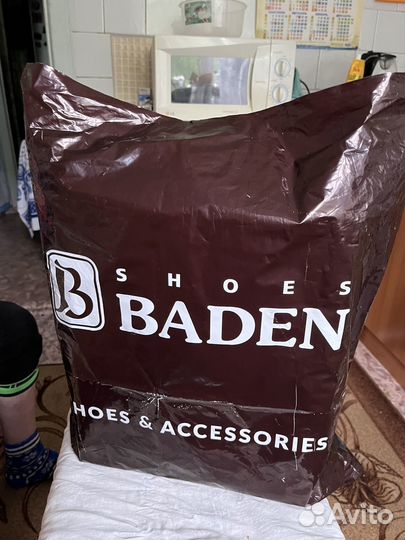 SHOES
B BADEN
HOES & ACCESSORIES
Avito